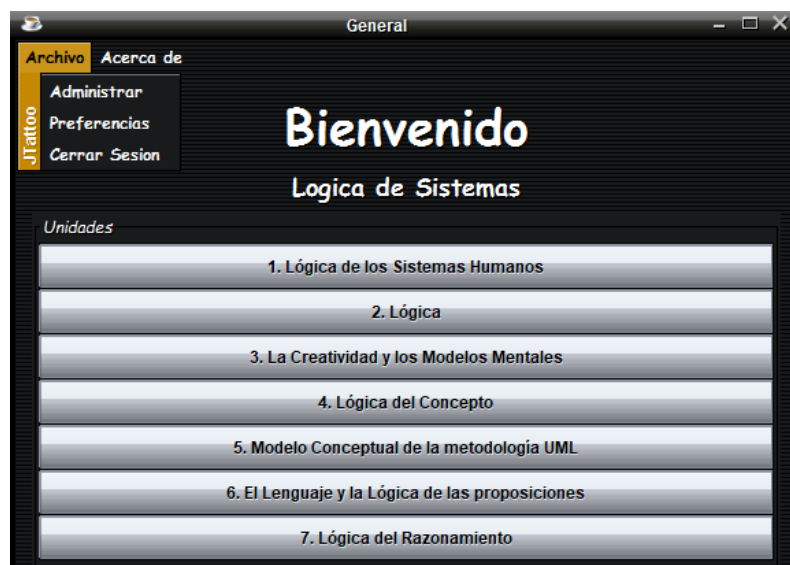 General
Archivo Acerca de
Administrar
Preferencias
Cerrar Sesion
JTattoo
Bienvenido
Logica de Sistemas
Unidades
1. Lógica de los Sistemas Humanos
2. Lógica
3. La Creatividad y los Modelos Mentales
4. Lógica del Concepto
5. Modelo Conceptual de la metodología UML
6. El Lenguaje y la Lógica de las proposiciones
7. Lógica del Razonamiento